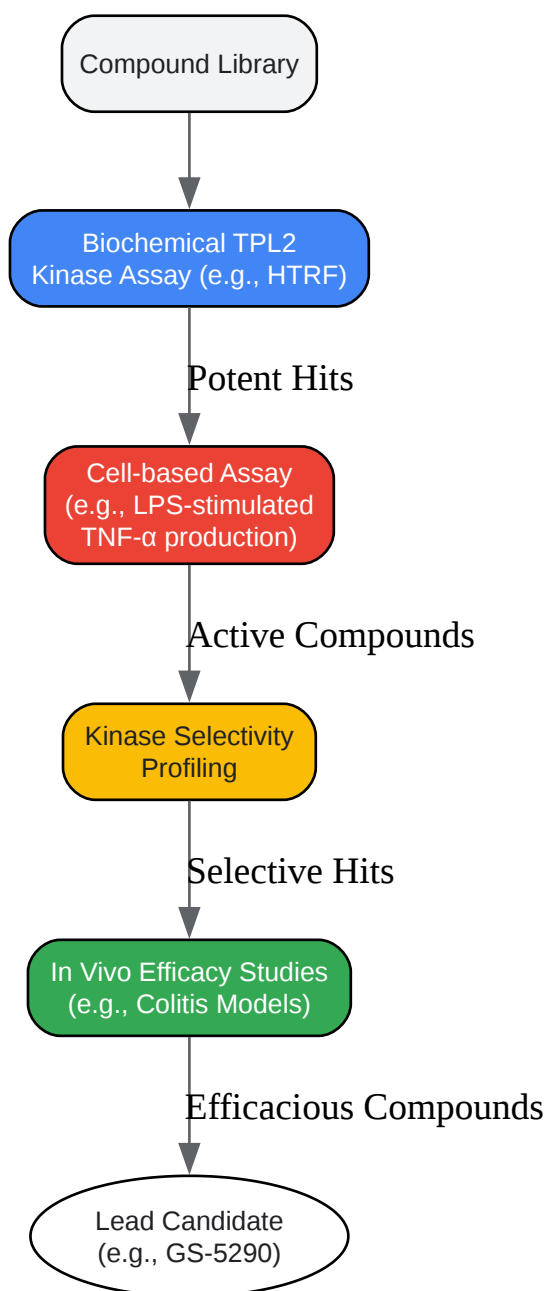 Compound Library
Biochemical TPL2
Kinase Assay (e.g., HTRF)
Potent Hits
Cell-based Assay
(e.g., LPS-stimulated
TNF-α production)
Active Compounds
Kinase Selectivity
Profiling
Selective Hits
In Vivo Efficacy Studies
(e.g., Colitis Models)
Efficacious Compounds
Lead Candidate
(e.g., GS-5290)